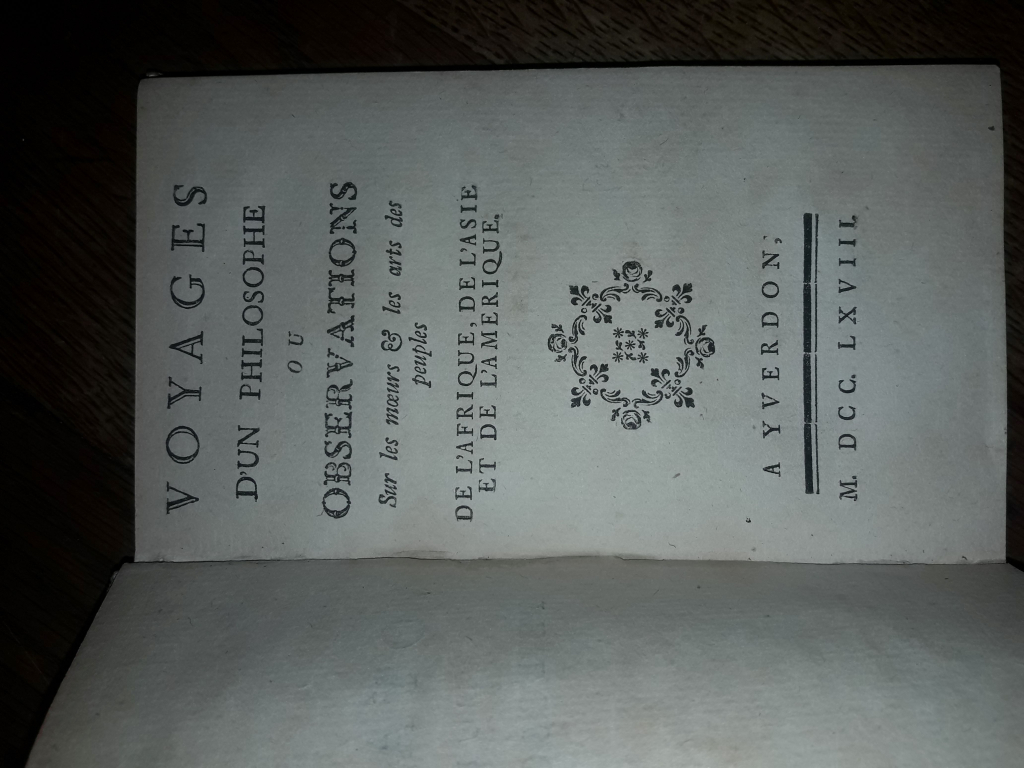 VOYAGES
D'UN PHILOSOPHE
OU
OBSERVATIONS
Sur les mœurs & les arts des
peuples
DE L'AFRIQUE, DE L'ASIE
ET DE L'AMERIQUE.
A YVERDON,
M. DCC. LXVIII.